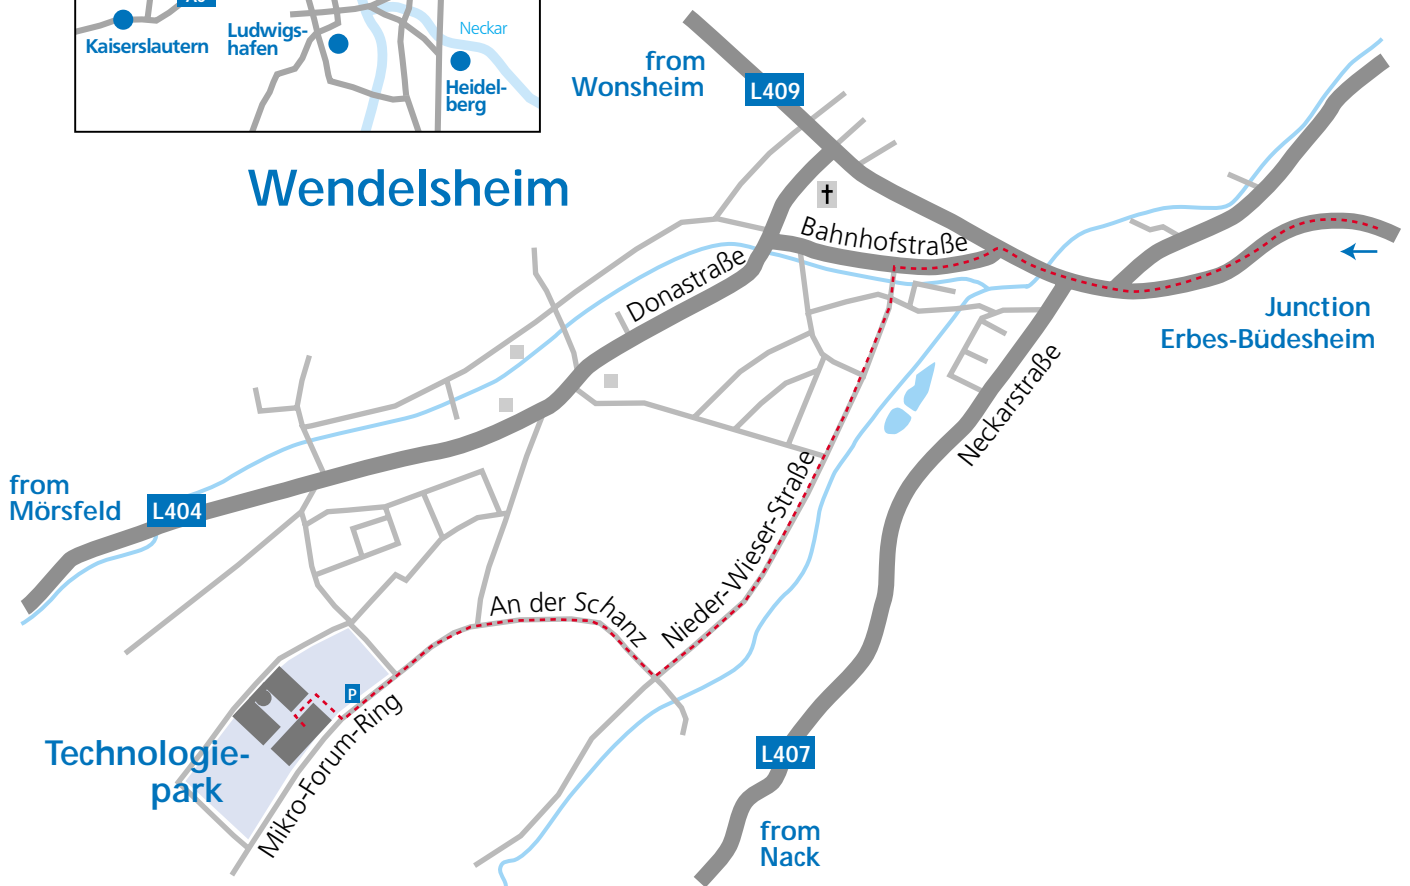 Kaiserslautern
Ludwigs-
hafen
Neckar
Heidel-
berg
from
Wonsheim
L409
Wendelsheim
Bahnhofstraße
Donastraße
Junction
Erbes-Büdesheim
Neckarstraße
from
Mörsfeld
L404
Nieder-Wieser-Straße
An der Schanz
P
Mikro-Forum-Ring
Technologie-
park
L407
from
Nack